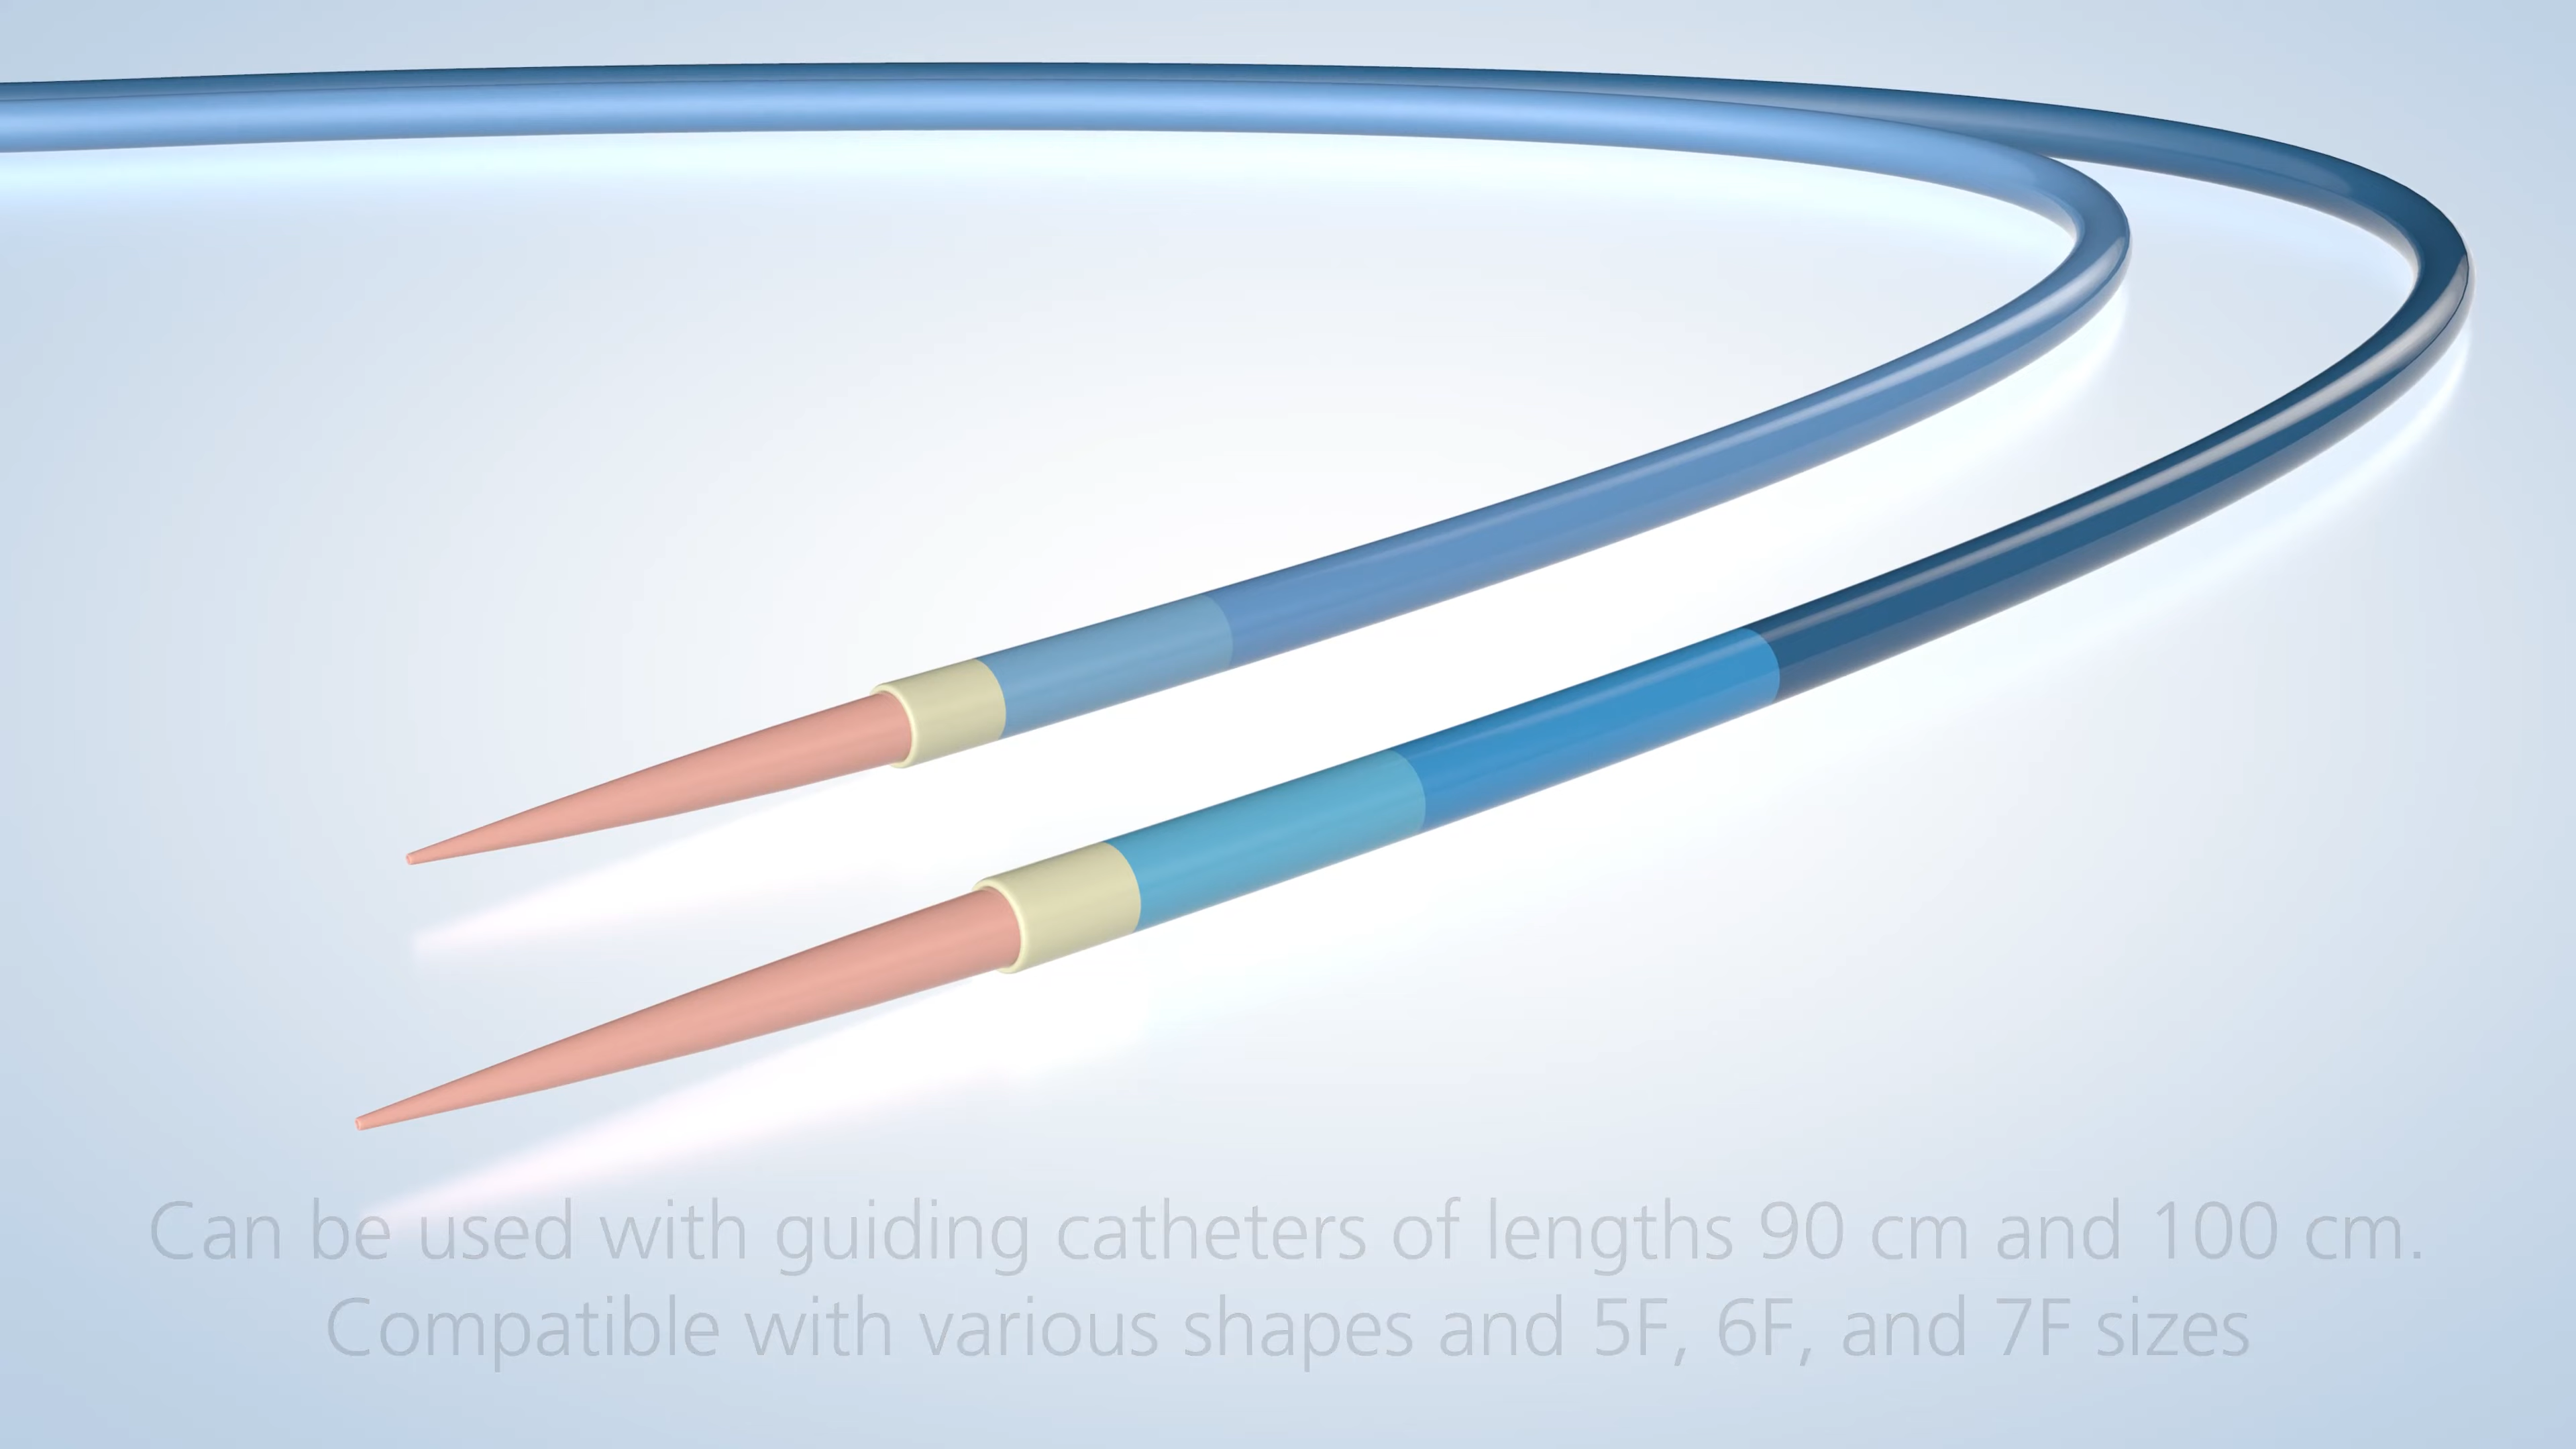 Can be used with guiding catheters of lengths 90 cm and 100 cm.
Compatible with various shapes and 5F, 6F, and 7F sizes